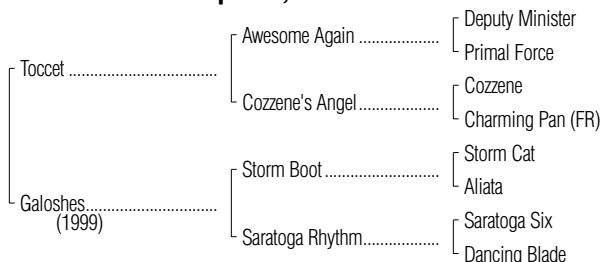 Deputy Minister
Awesome Again ..................
Primal Force
Toccet .................................
Cozzene
Cozzene's Angel .................
Charming Pan (FR)
Storm Cat
Storm Boot .........................
Aliata
Galoshes.............................
(1999)
Saratoga Six
Saratoga Rhythm.................
Dancing Blade